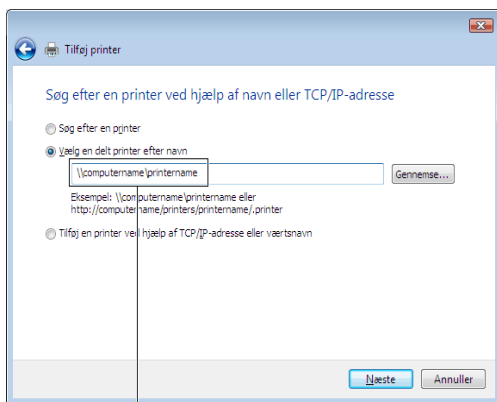 Tilføj printer
Søg efter en printer ved hjælp af navn eller TCP/IP-adresse
Søg efter en printer
Vælg en delt printer efter navn
\\computername\printername
Gennemse...
Eksempel: \\computername\printername eller
http://computername/printers/printername/.printer
Tilføj en printer ved hjælp af TCP/IP-adresse eller værtsnavn
Næste
Annuller